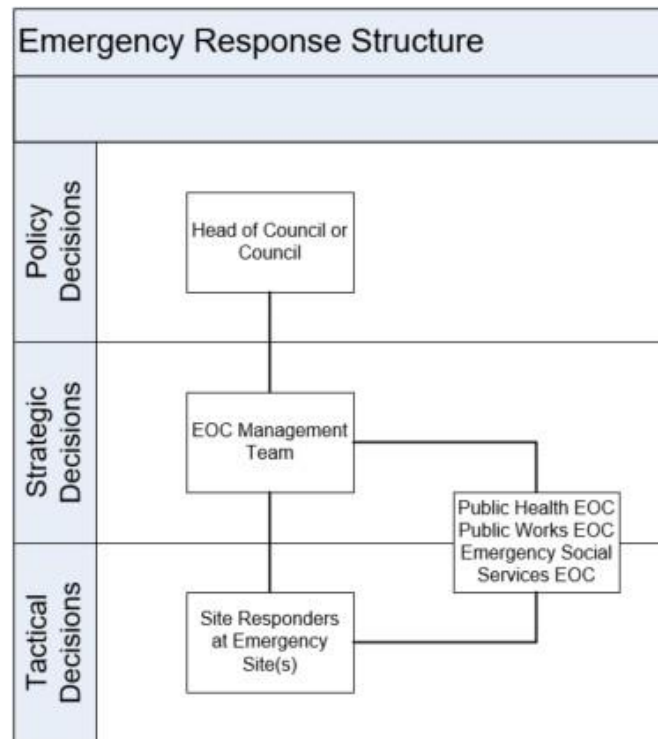 Emergency Response Structure
Policy
Decisions
Head of Council or
Council
Strategic
Decisions
EOC Management
Team
Public Health EOC
Public Works EOC
Emergency Social
Services EOC
Tactical
Decisions
Site Responders
at Emergency
Site(s)